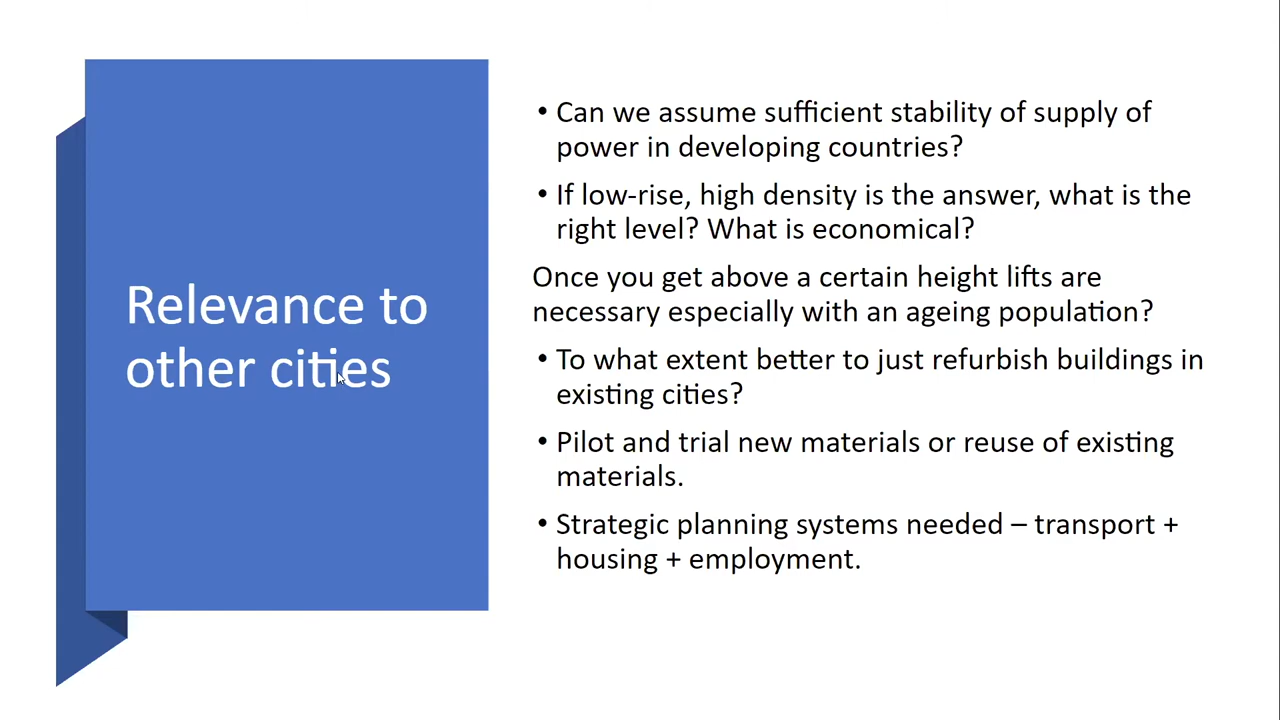 Relevance to
other cities
• Can we assume sufficient stability of supply of
power in developing countries?
• If low-rise, high density is the answer, what is the
right level? What is economical?
Once you get above a certain height lifts are
necessary especially with an ageing population?
• To what extent better to just refurbish buildings in
existing cities?
• Pilot and trial new materials or reuse of existing
materials.
• Strategic planning systems needed – transport +
housing + employment.